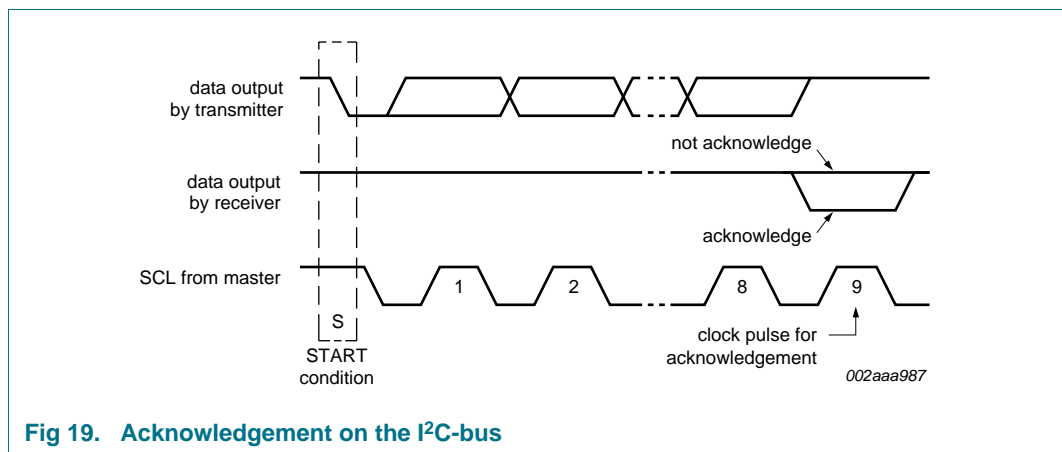 data output
by transmitter
not acknowledge
data output
by receiver
acknowledge
SCL from master
1
2
8
9
S
START
condition
clock pulse for
acknowledgement
002aaa987
Fig 19. Acknowledgement on the I²C-bus